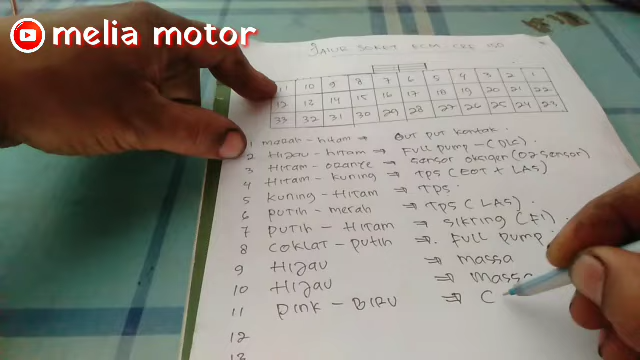 melia motor
JALUR SOKET ECM CRF 150
11 10 9 8 7 6 5 4 3 2 1
12 13 14 15 16 17 18 19 20 21 22
33 32 31 30 29 28 27 26 25 24 23
1 merah - hitam ⇒ Out put kontak.
2 Hijau - hitam ⇒ Full pump - (DLC)
3 Hitam - orange ⇒ sensor oksigen (O2 sensor)
4 Hitam - kuning ⇒ TPS (EOT + LAS)
5 kuning - Hitam ⇒ TPS.
6 putih - merah ⇒ TPS (LAS).
7 putih - Hitam ⇒ sikring (FI).
8 coklat - putih ⇒ Full pump.
9 Hijau ⇒ massa
10 Hijau ⇒ massa
11 pink - BIRU ⇒ C
12
13